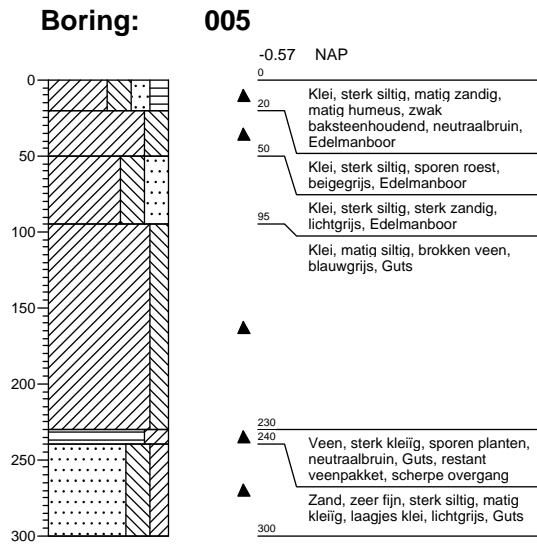 Boring: 005
-0.57 NAP
0
0
Klei, sterk siltig, matig zandig,
matig humeus, zwak
baksteenhoudend, neutraalbruin,
Edelmanboor
20
Klei, sterk siltig, sporen roest,
beigegrijs, Edelmanboor
50
50
Klei, sterk siltig, sterk zandig,
lichtgrijs, Edelmanboor
95
100
Klei, matig siltig, brokken veen,
blauwgrijs, Guts
150
200
230
240
Veen, sterk kleiïg, sporen planten,
neutraalbruin, Guts, restant
veenpakket, scherpe overgang
250
Zand, zeer fijn, sterk siltig, matig
kleiïg, laagjes klei, lichtgrijs, Guts
300
300